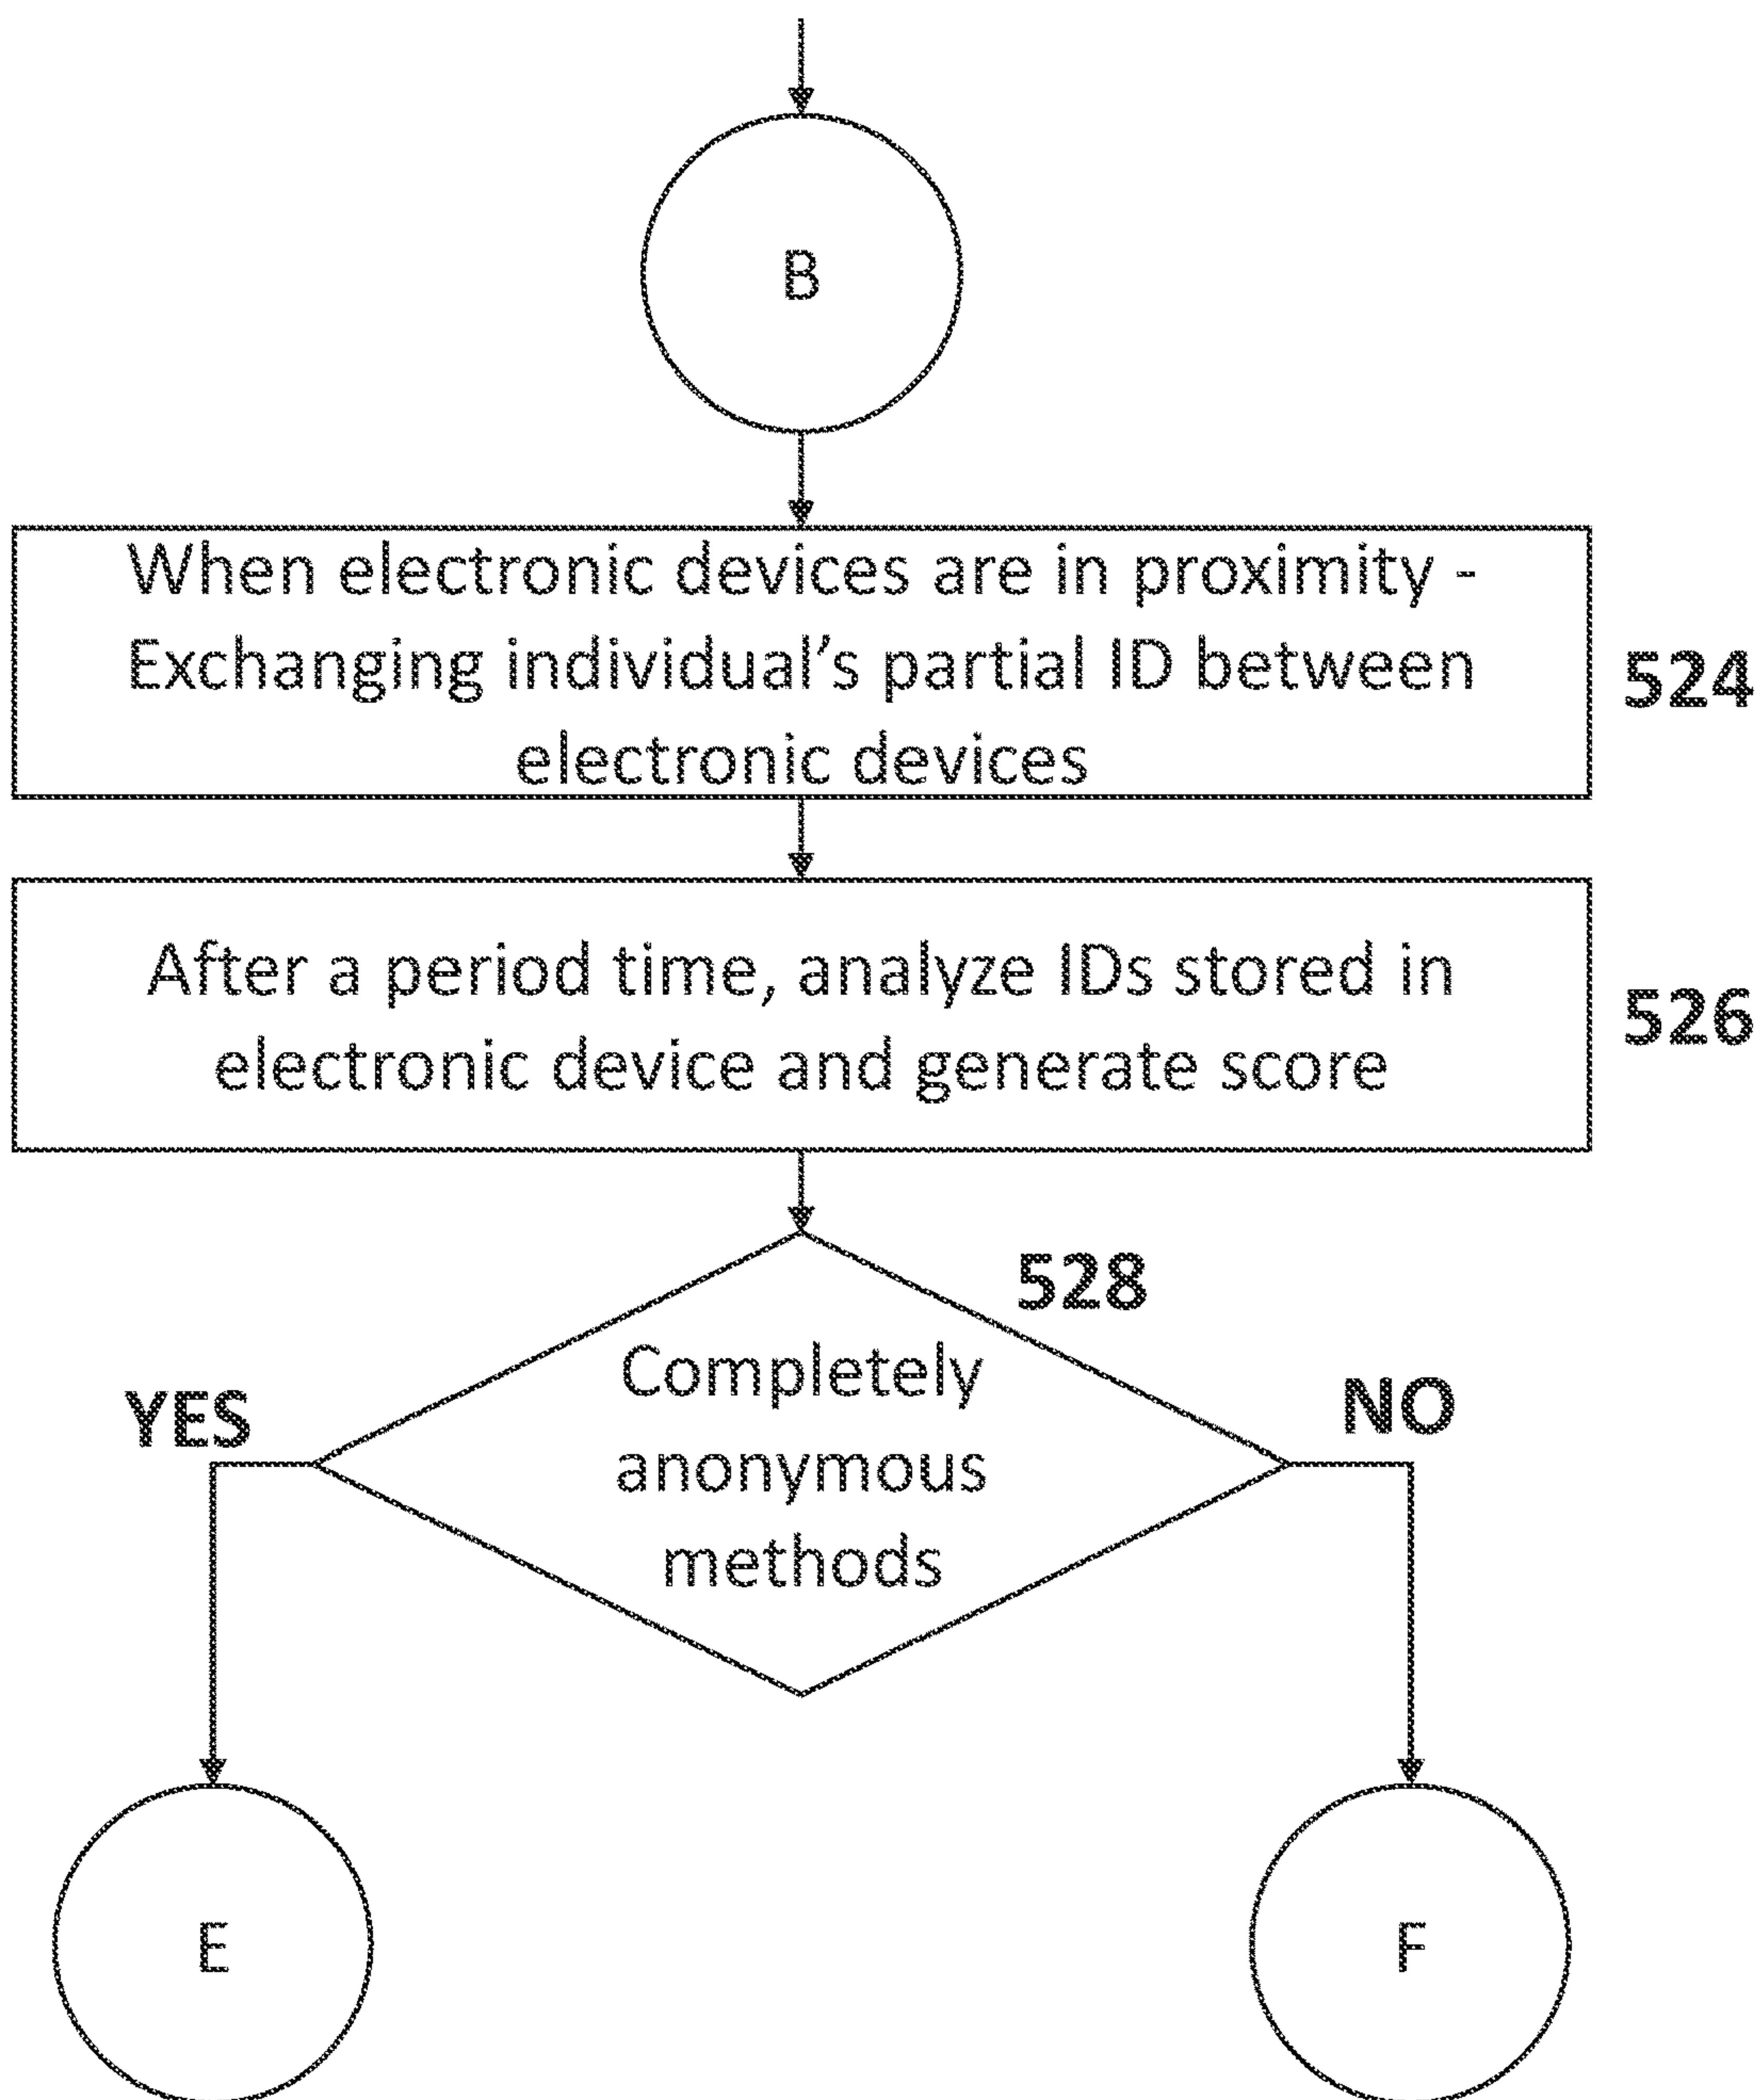 B
When electronic devices are in proximity -
Exchanging individual's partial ID between
electronic devices
524
After a period time, analyze IDs stored in
electronic device and generate score
526
528
Completely
anonymous
methods
YES
NO
E
F